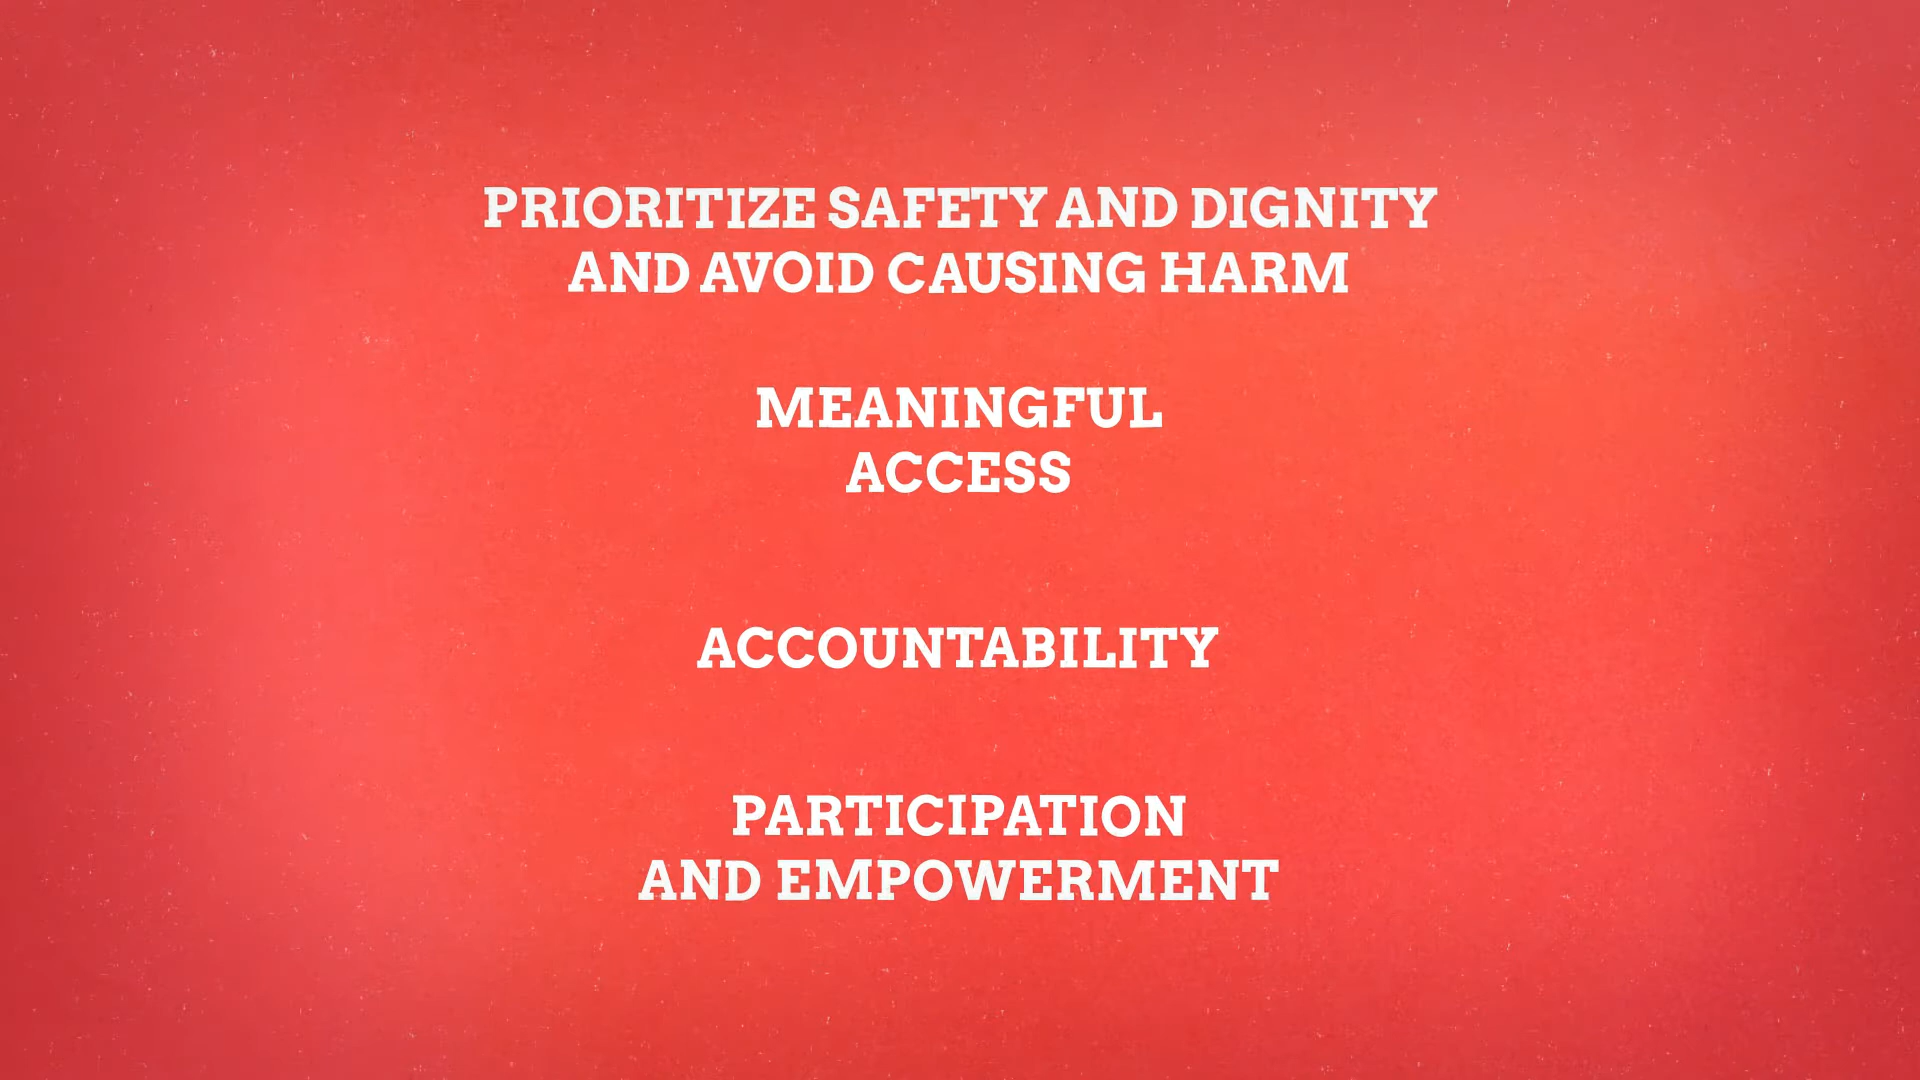 PRIORITIZE SAFETY AND DIGNITY
AND AVOID CAUSING HARM
MEANINGFUL
ACCESS
ACCOUNTABILITY
PARTICIPATION
AND EMPOWERMENT